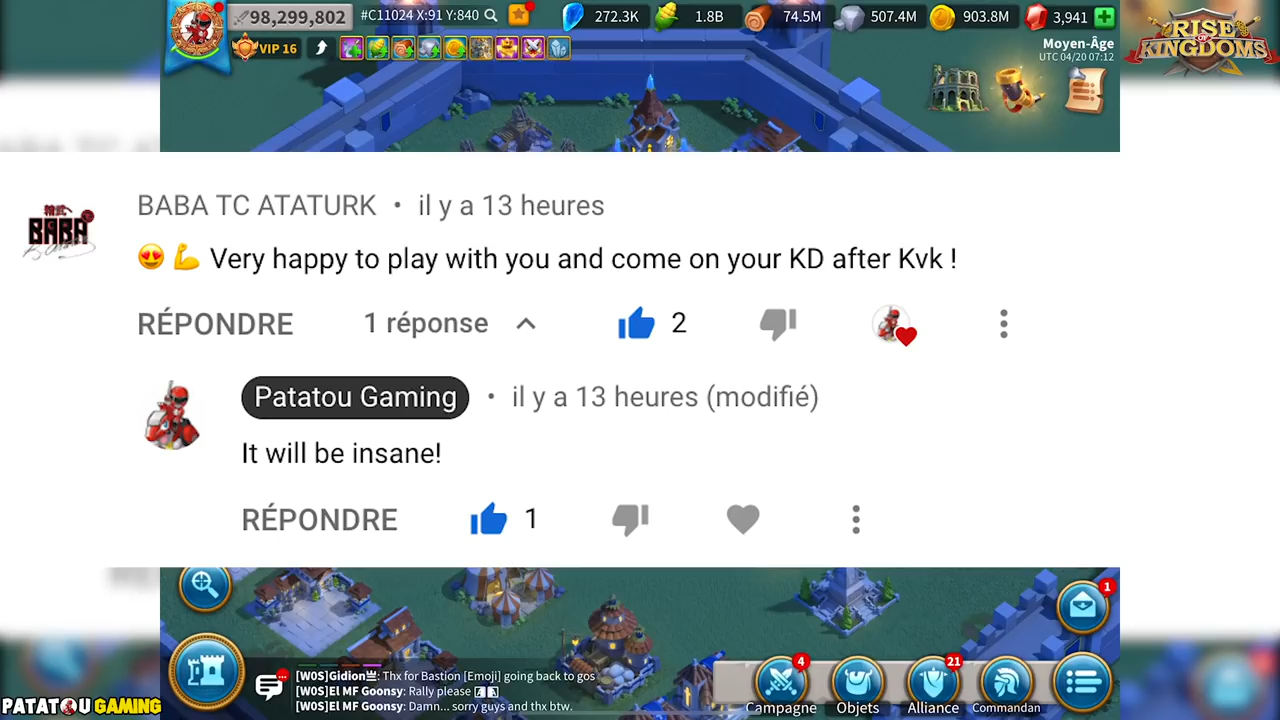 98,299,802
#C11024 X:91 Y:840
272.3K
1.8B
74.5M
507.4M
903.8M
3,941
RISE OF KINGDOMS
VIP 16
Moyen-Âge
UTC 04/20 07:12
BABA
BABA TC ATATURK • il y a 13 heures
😍 💪 Very happy to play with you and come on your KD after Kvk !
RÉPONDRE 1 réponse 2
Patatou Gaming • il y a 13 heures (modifié)
It will be insane!
RÉPONDRE 1
1
[W0S]Gidion: Thx for Bastion [Emoji] going back to gos
[W0S]El MF Goonsy: Rally please
[W0S]El MF Goonsy: Damn... sorry guys and thx btw.
4
21
Campagne Objets Alliance Commandan
PATATOU GAMING